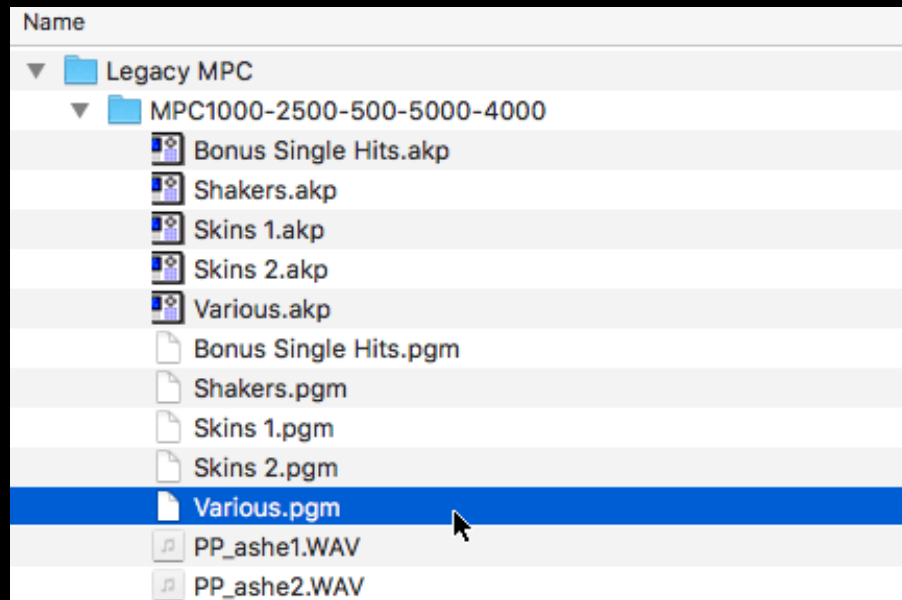 Name
Legacy MPC
MPC1000-2500-500-5000-4000
Bonus Single Hits.akp
Shakers.akp
Skins 1.akp
Skins 2.akp
Various.akp
Bonus Single Hits.pgm
Shakers.pgm
Skins 1.pgm
Skins 2.pgm
Various.pgm
PP_ashe1.WAV
PP_ashe2.WAV